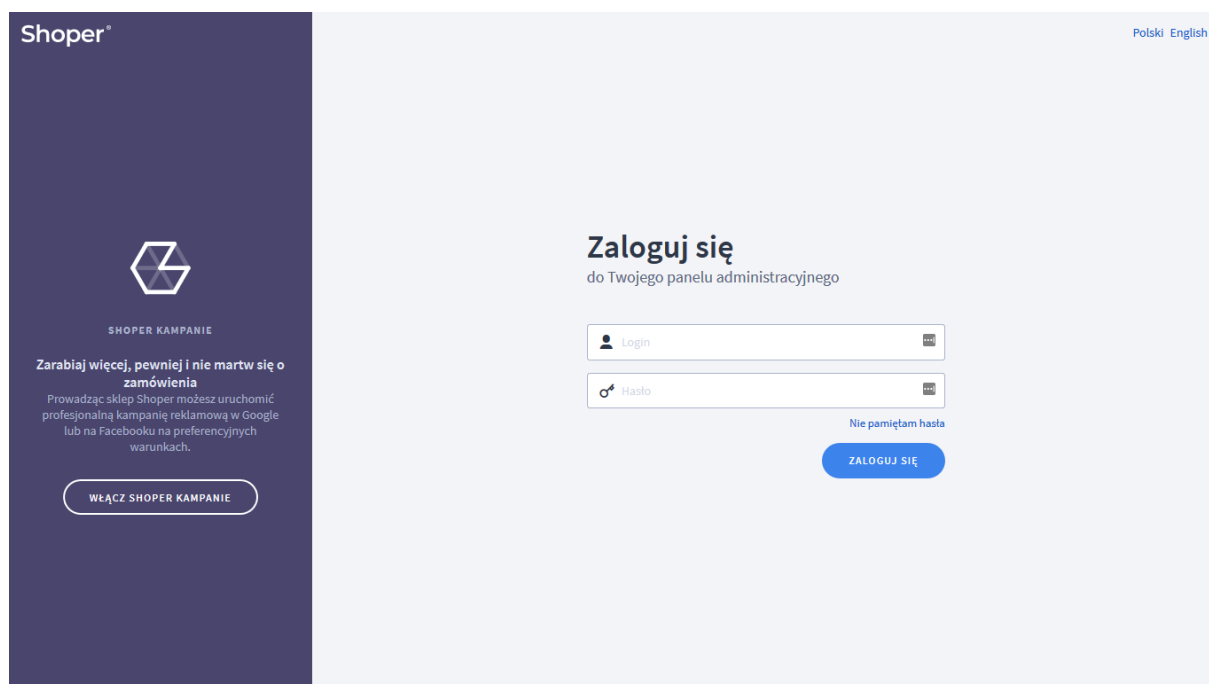 Shoper®
Polski English
SHOPER KAMPANIE
Zarabiaj więcej, pewniej i nie martw się o
zamówienia
Prowadząc sklep Shoper możesz uruchomić
profesjonalną kampanię reklamową w Google
lub na Facebooku na preferencyjnych
warunkach.
WŁĄCZ SHOPER KAMPANIE
Zaloguj się
do Twojego panelu administracyjnego
Login
Hasło
Nie pamiętam hasła
ZALOGUJ SIĘ